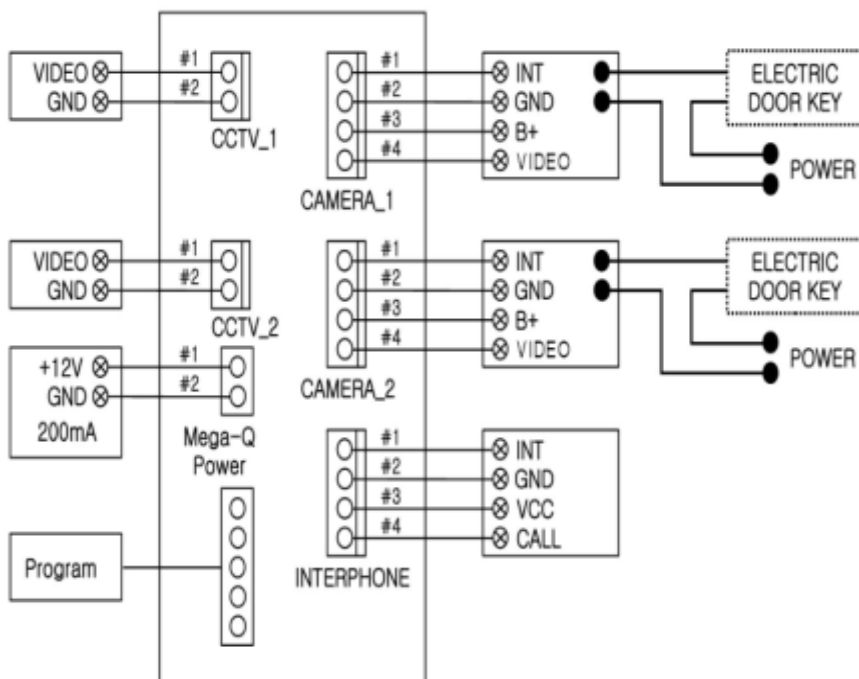 VIDEO
GND
#1
#2
CCTV_1
#1
#2
#3
#4
CAMERA_1
INT
GND
B+
VIDEO
ELECTRIC
DOOR KEY
POWER
VIDEO
GND
#1
#2
CCTV_2
#1
#2
#3
#4
CAMERA_2
INT
GND
B+
VIDEO
ELECTRIC
DOOR KEY
POWER
+12V
GND
200mA
#1
#2
Mega-Q
Power
#1
#2
#3
#4
INTERPHONE
INT
GND
VCC
CALL
Program